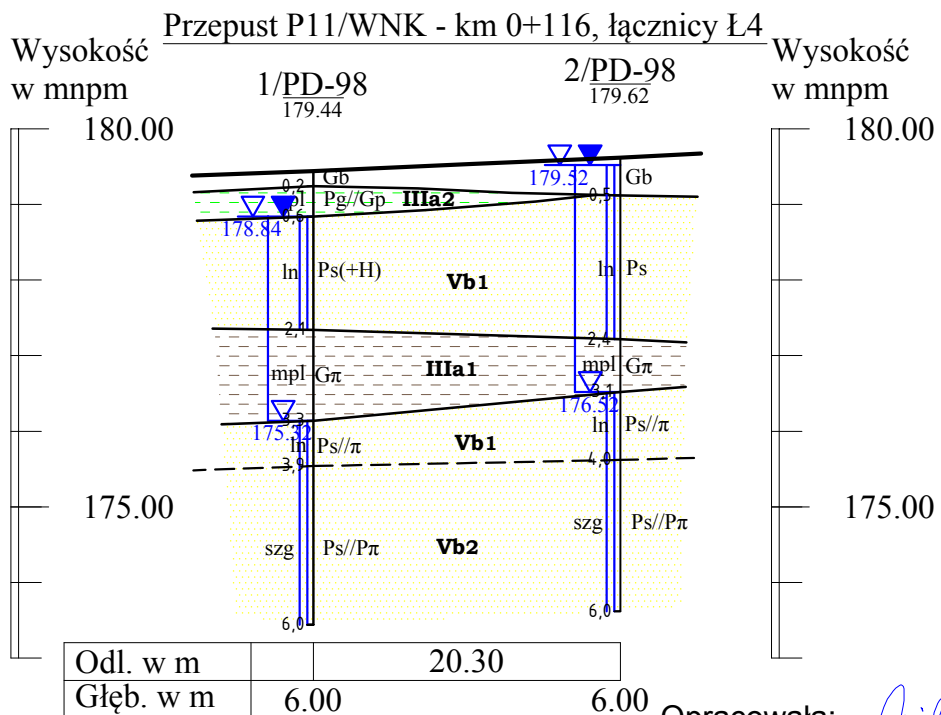 Przepust P11/WNK - km 0+116, łącznicy Ł4
Wysokość
w mnpm
Wysokość
w mnpm
1/PD-98
179.44
2/PD-98
179.62
180.00
180.00
Gb
179.52
Gb
0,2
0,5
mpl
Pg//Gp
IIIa2
0,6
178.84
ln
Ps(+H)
Vb1
ln
Ps
2,1
2,4
mpl
Gπ
IIIa1
mpl
Gπ
3,1
176.52
3,3
175.32
ln
Ps//π
Vb1
ln
Ps//π
3,9
4,0
175.00
175.00
szg
Ps//Pπ
Vb2
szg
Ps//Pπ
6,0
6,0
Odl. w m
20.30
Głęb. w m
6.00
6.00
Opracowała: